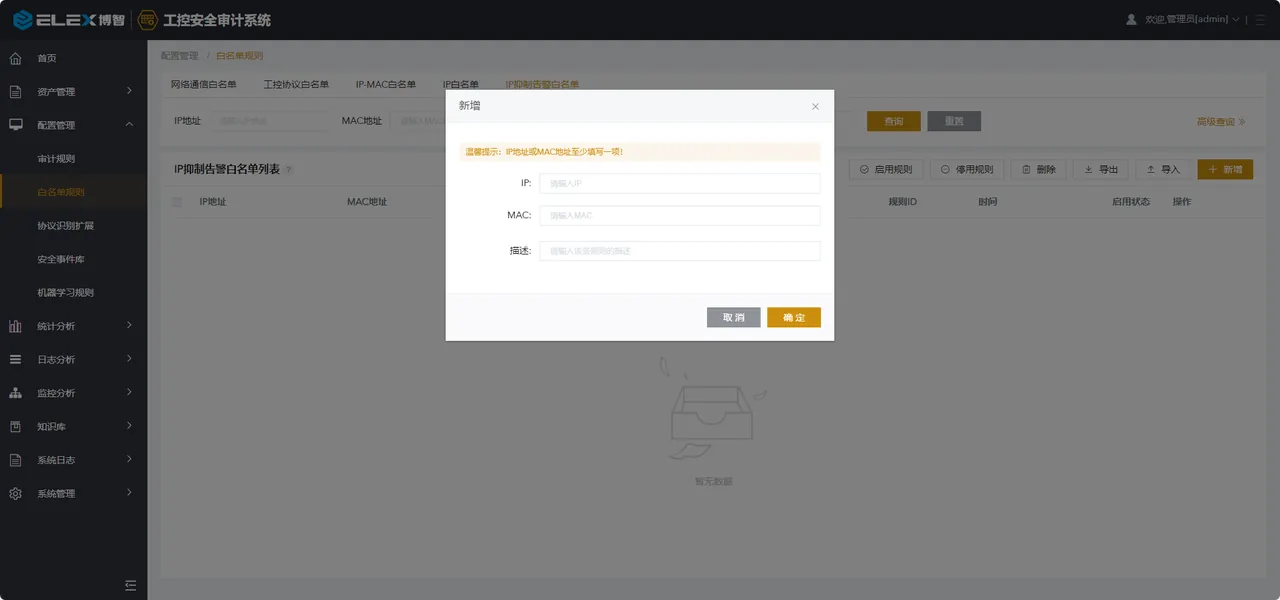 ELEX博智 工控安全审计系统
欢迎,管理员[admin]
首页
资产管理
配置管理
审计规则
白名单规则
协议识别扩展
安全事件库
机器学习规则
统计分析
日志分析
监控分析
知识库
系统日志
系统管理
配置管理 / 白名单规则
网络通信白名单 工控协议白名单 IP-MAC白名单 IP白名单 IP抑制告警白名单
IP地址 请输入IP地址 MAC地址 查询 重置 高级查询
IP抑制告警白名单列表 ? 启用规则 停用规则 删除 导出 导入 新增
IP地址 MAC地址 规则ID 时间 启用状态 操作
暂无数据
新增
温馨提示: IP地址或MAC地址至少填写一项!
IP: 请输入IP
MAC: 请输入MAC
描述: 请输入该条规则的描述
取消 确定